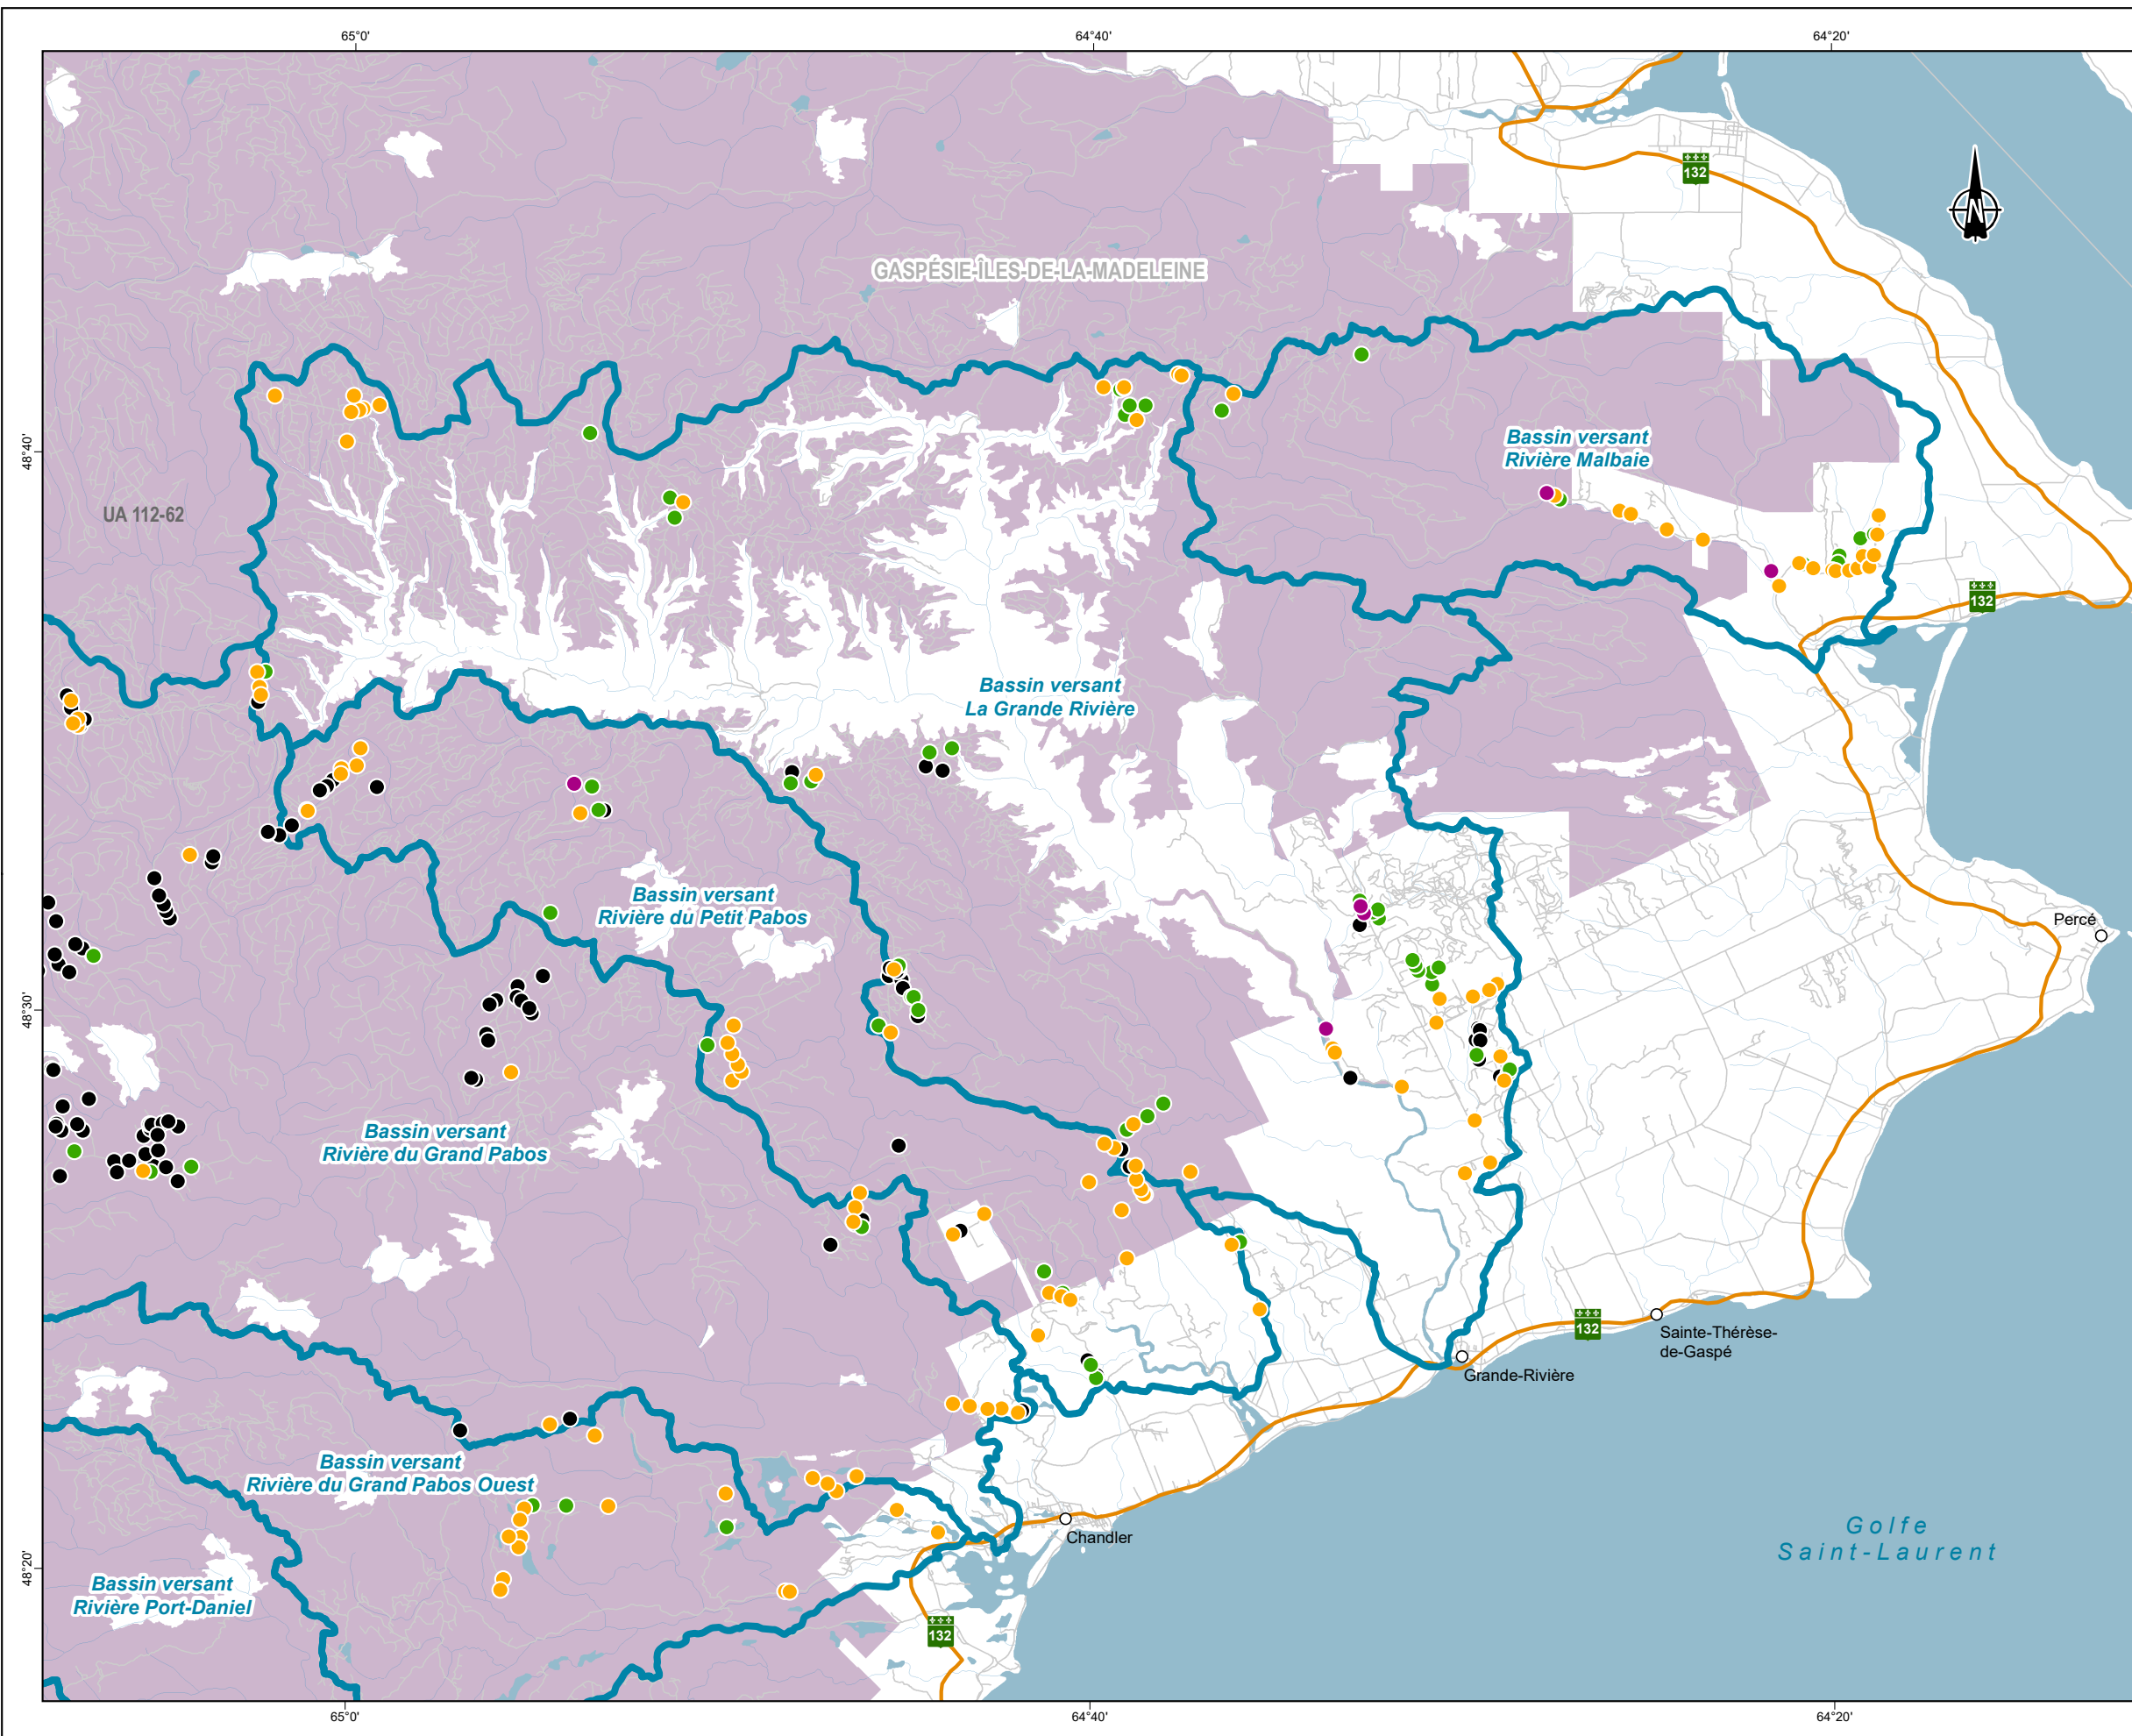 65°0'
64°40'
64°20'
132
N
GASPÉSIE-ÎLES-DE-LA-MADELEINE
Bassin versant
Rivière Malbaie
48°40'
UA 112-62
132
Bassin versant
La Grande Rivière
Bassin versant
Rivière du Petit Pabos
Percé
48°30'
Bassin versant
Rivière du Grand Pabos
132
Sainte-Thérèse-
de-Gaspé
Grande-Rivière
Bassin versant
Rivière du Grand Pabos Ouest
Chandler
Golfe
Saint-Laurent
48°20'
Bassin versant
Rivière Port-Daniel
132
65°0'
64°40'
64°20'